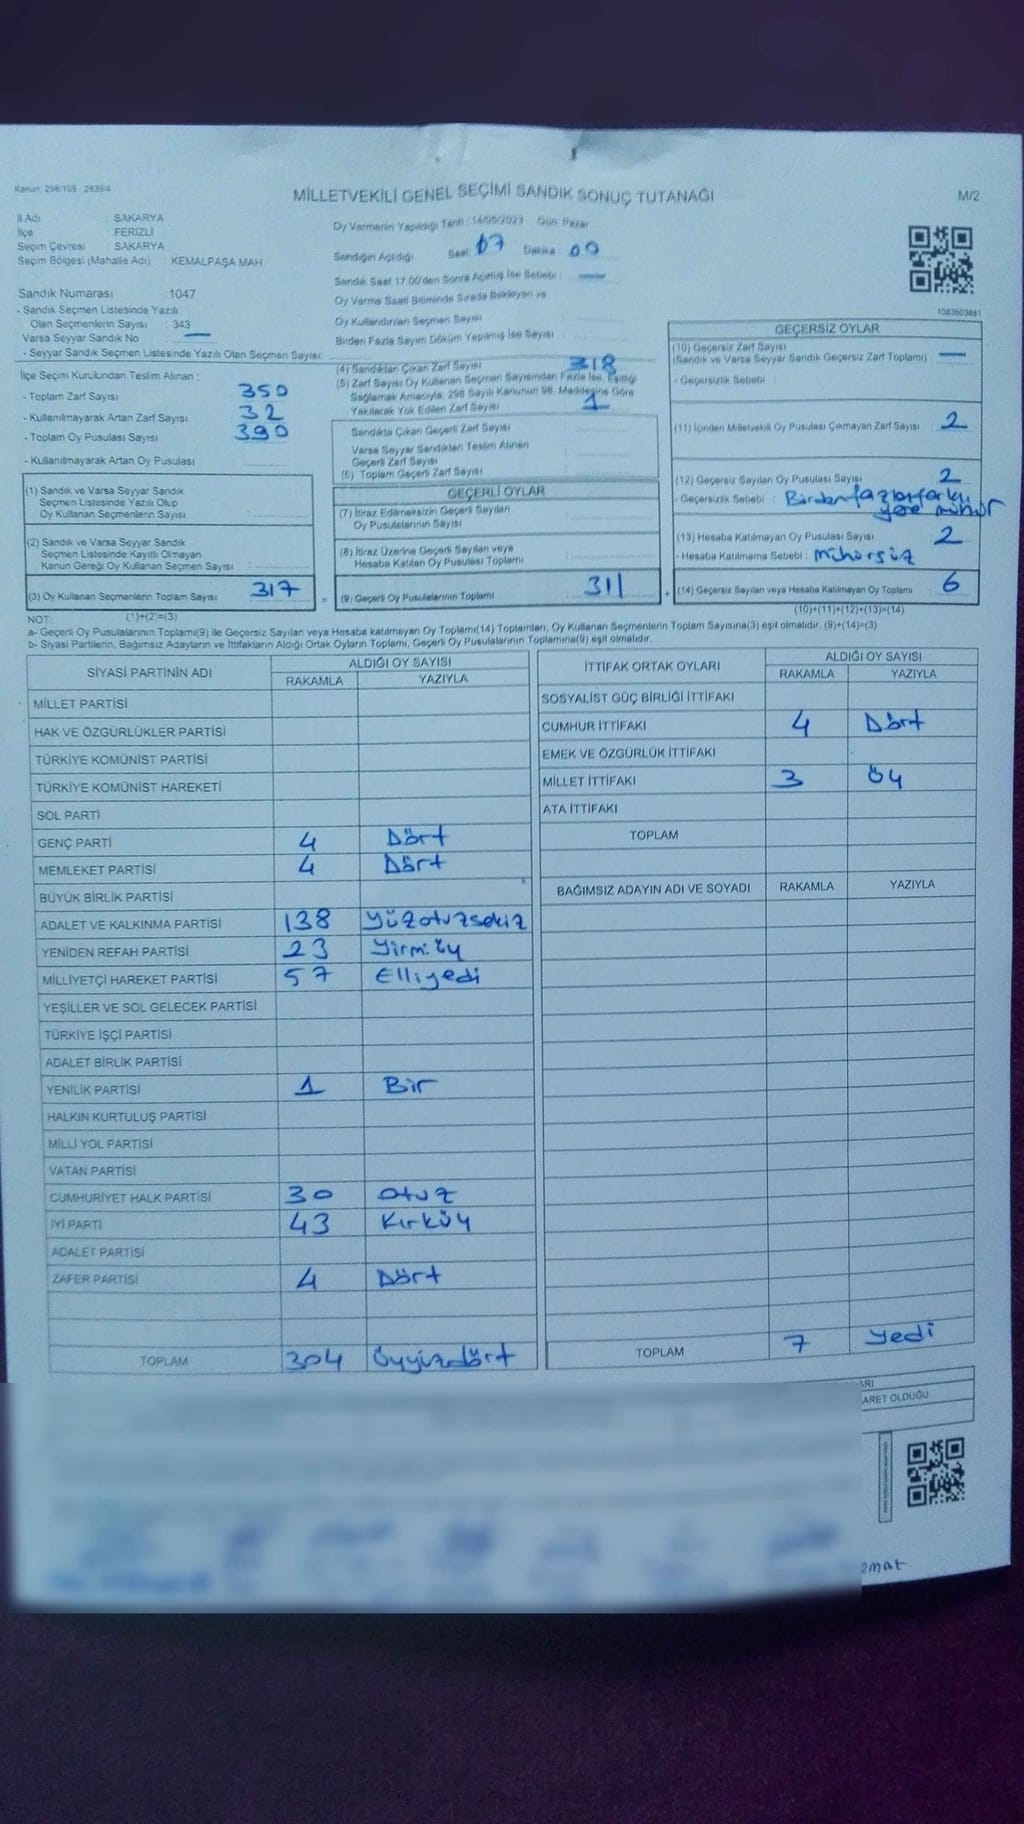 Kanun: 298/105 2839/4
MİLLETVEKİLİ GENEL SEÇİMİ SANDIK SONUÇ TUTANAĞI
M/2
İl Adı : SAKARYA
İlçe : FERİZLİ
Seçim Çevresi : SAKARYA
Seçim Bölgesi (Mahalle Adı) : KEMALPAŞA MAH.
Sandık Numarası : 1047
- Sandık Seçmen Listesinde Yazılı
Olan Seçmenlerin Sayısı : 343
Varsa Seyyar Sandık No : —
- Seyyar Sandık Seçmen Listesinde Yazılı Olan Seçmen Sayısı:
İlçe Seçim Kurulundan Teslim Alınan :
- Toplam Zarf Sayısı 350
- Kullanılmayarak Artan Zarf Sayısı 32
- Toplam Oy Pusulası Sayısı 390
- Kullanılmayarak Artan Oy Pusulası
(1) Sandık ve Varsa Seyyar Sandık
Seçmen Listesinde Yazılı Olup
Oy Kullanan Seçmenlerin Sayısı
(2) Sandık ve Varsa Seyyar Sandık
Seçmen Listesinde Kayıtlı Olmayan
Kanun Gereği Oy Kullanan Seçmen Sayısı :
(3) Oy Kullanan Seçmenlerin Toplam Sayısı 317
(1)+(2)=(3)
Oy Vermenin Yapıldığı Tarih : 14/05/2023 Gün: Pazar
Sandığın Açıldığı Saat 17 Dakika 00
Sandık Saat 17.00'den Sonra Açılmış İse Sebebi : —
Oy Verme Saati Bitiminde Sırada Bekleyen ve
Oy Kullandırılan Seçmen Sayısı
Birden Fazla Sayım Döküm Yapılmış İse Sayısı :
(4) Sandıktan Çıkan Zarf Sayısı 318
(5) Zarf Sayısı Oy Kullanan Seçmen Sayısından Fazla İse, Eşitliği
Sağlamak Amacıyla, 298 Sayılı Kanunun 98. Maddesine Göre
Yakılarak Yok Edilen Zarf Sayısı 1
Sandıkta Çıkan Geçerli Zarf Sayısı
Varsa Seyyar Sandıktan Teslim Alınan
Geçerli Zarf Sayısı
(6) Toplam Geçerli Zarf Sayısı
GEÇERLİ OYLAR
(7) İtiraz Edilmeksizin Geçerli Sayılan
Oy Pusulalarının Sayısı
(8) İtiraz Üzerine Geçerli Sayılan veya
Hesaba Katılan Oy Pusulası Toplamı
= (9) Geçerli Oy Pusulalarının Toplamı 311
1083603881
GEÇERSİZ OYLAR
(10) Geçersiz Zarf Sayısı
(Sandık ve Varsa Seyyar Sandık Geçersiz Zarf Toplamı) : —
- Geçersizlik Sebebi :
(11) İçinden Milletvekili Oy Pusulası Çıkmayan Zarf Sayısı 2
(12) Geçersiz Sayılan Oy Pusulası Sayısı 2
- Geçersizlik Sebebi : Birden fazla farklı
yere mühür
(13) Hesaba Katılmayan Oy Pusulası Sayısı 2
- Hesaba Katılmama Sebebi : Mühürsüz
+ (14) Geçersiz Sayılan veya Hesaba Katılmayan Oy Toplamı 6
(10)+(11)+(12)+(13)=(14)
NOT:
a- Geçerli Oy Pusulalarının Toplamı(9) ile Geçersiz Sayılan veya Hesaba katılmayan Oy Toplamı(14) Toplamları, Oy Kullanan Seçmenlerin Toplam Sayısına(3) eşit olmalıdır. (9)+(14)=(3)
b- Siyasi Partilerin, Bağımsız Adayların ve İttifakların Aldığı Ortak Oyların Toplamı, Geçerli Oy Pusulalarının Toplamına(9) eşit olmalıdır.
SİYASİ PARTİNİN ADI ALDIĞI OY SAYISI
RAKAMLA YAZIYLA
MİLLET PARTİSİ
HAK VE ÖZGÜRLÜKLER PARTİSİ
TÜRKİYE KOMÜNİST PARTİSİ
TÜRKİYE KOMÜNİST HAREKETİ
SOL PARTİ
GENÇ PARTİ 4 Dört
MEMLEKET PARTİSİ 4 Dört
BÜYÜK BİRLİK PARTİSİ
ADALET VE KALKINMA PARTİSİ 138 Yüzotuzsekiz
YENİDEN REFAH PARTİSİ 23 Yirmiüç
MİLLİYETÇİ HAREKET PARTİSİ 57 Elliyedi
YEŞİLLER VE SOL GELECEK PARTİSİ
TÜRKİYE İŞÇİ PARTİSİ
ADALET BİRLİK PARTİSİ
YENİLİK PARTİSİ 1 Bir
HALKIN KURTULUŞ PARTİSİ
MİLLİ YOL PARTİSİ
VATAN PARTİSİ
CUMHURİYET HALK PARTİSİ 30 Otuz
İYİ PARTİ 43 Kırküç
ADALET PARTİSİ
ZAFER PARTİSİ 4 Dört
TOPLAM 304 Üçyüzdört
İTTİFAK ORTAK OYLARI ALDIĞI OY SAYISI
RAKAMLA YAZIYLA
SOSYALİST GÜÇ BİRLİĞİ İTTİFAKI
CUMHUR İTTİFAKI 4 Dört
EMEK VE ÖZGÜRLÜK İTTİFAKI
MİLLET İTTİFAKI 3 Üç
ATA İTTİFAKI
TOPLAM
BAĞIMSIZ ADAYIN ADI VE SOYADI RAKAMLA YAZIYLA
TOPLAM 7 Yedi
ARI
ARET OLDUĞU